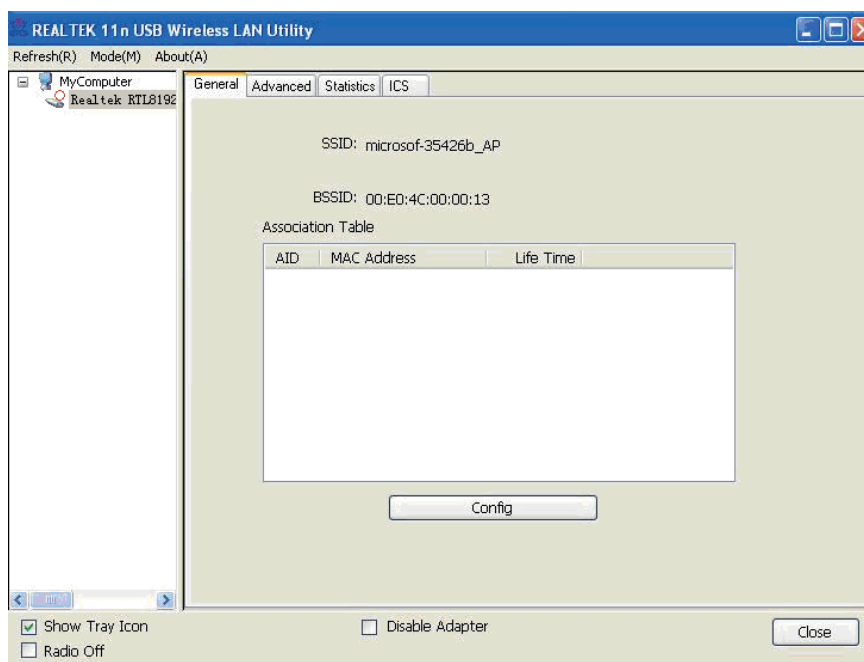 REALTEK 11n USB Wireless LAN Utility
Refresh(R) Mode(M) About(A)
MyComputer
Realtek RTL8192
General Advanced Statistics ICS
SSID: microsof-35426b_AP
BSSID: 00:E0:4C:00:00:13
Association Table
AID MAC Address Life Time
Config
Show Tray Icon
Disable Adapter
Radio Off
Close